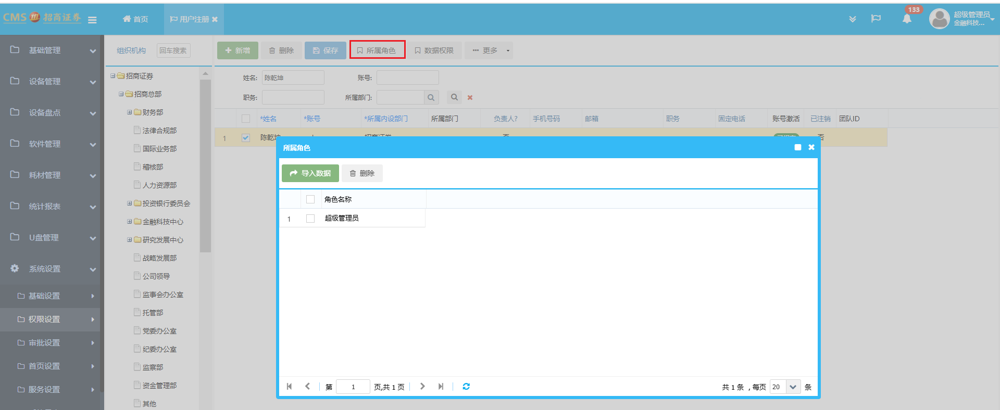 CMS 招商证券
首页
用户注册
133
超级管理员
金融科技...
基础管理
设备管理
设备盘点
软件管理
耗材管理
统计报表
U盘管理
系统设置
基础设置
权限设置
审批设置
首页设置
服务设置
组织机构
回车搜索
招商证券
招商总部
财务部
法律合规部
国际业务部
稽核部
人力资源部
投资银行委员会
金融科技中心
研究发展中心
战略发展部
公司领导
监事会办公室
托管部
党委办公室
纪委办公室
监察部
资金管理部
其他
新增 删除 保存 所属角色 数据权限 更多
姓名: 陈乾坤 账号:
职务: 所属部门:
*姓名 *账号 *所属内设部门 所属部门 负责人? 手机号码 邮箱 职务 固定电话 账号激活 已注销 团队ID
1 陈乾坤 招商证券 否 否
所属角色
导入数据 删除
角色名称
1 超级管理员
第 1 页,共 1 页
共 1 条 ，每页 20 条